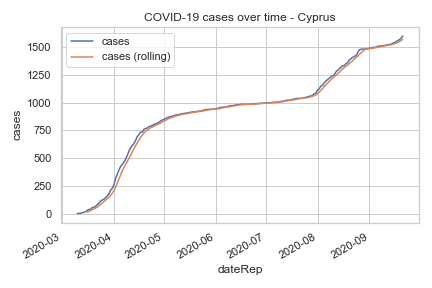 COVID-19 cases over time - Cyprus
cases
cases (rolling)
1500
1250
1000
750
500
250
0
cases
2020-03
2020-04
2020-05
2020-06
2020-07
2020-08
2020-09
dateRep